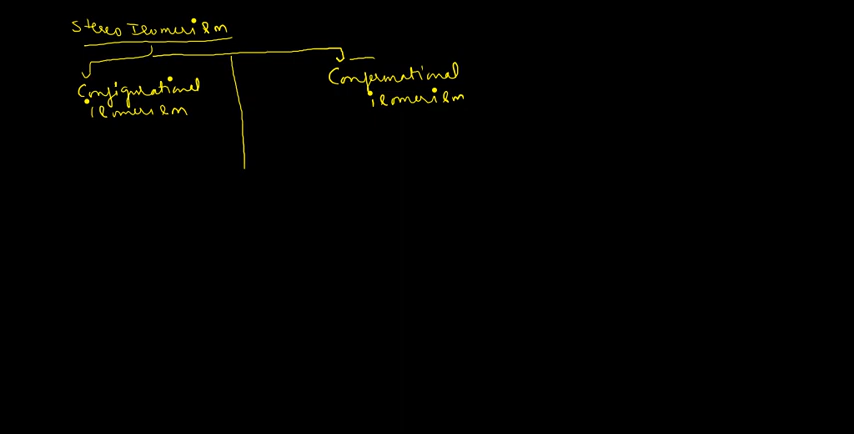 Stereo Isomerism
Configurational
isomerism
Conformational
isomerism